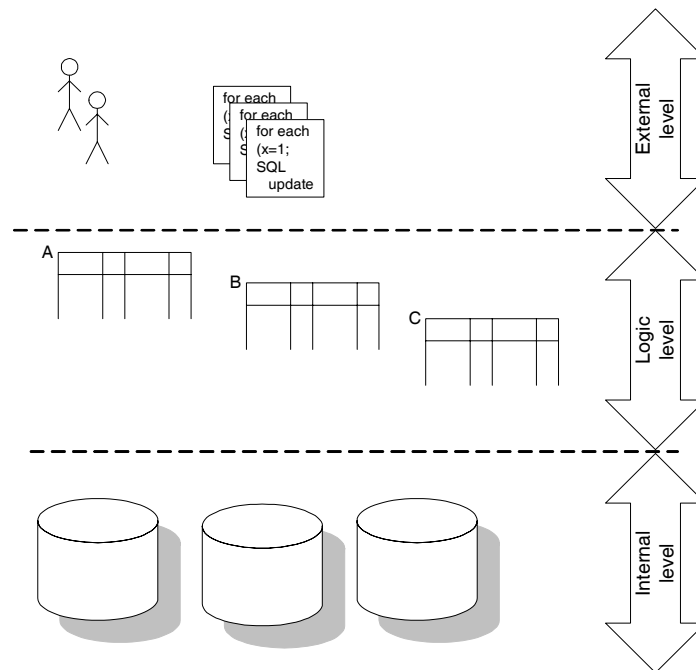 for each
(x
S
for each
(x
S
for each
(x=1;
SQL
update
External
level
A
B
C
Logic
level
Internal
level